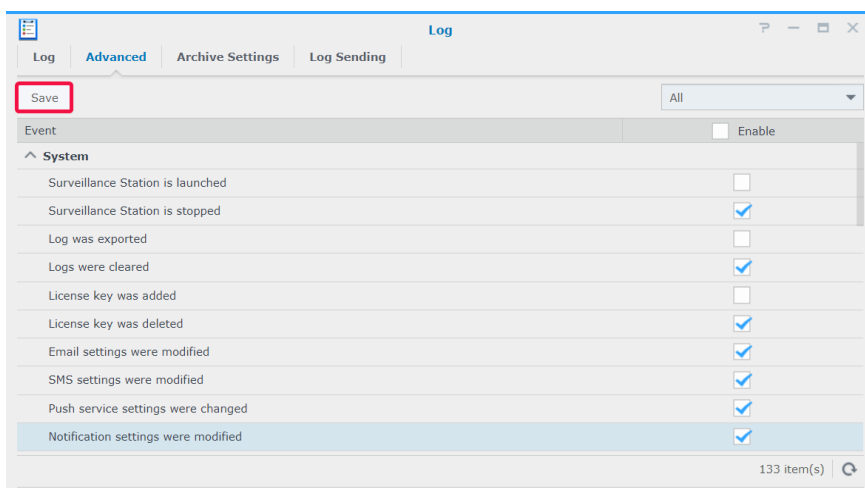 Log
Log Advanced Archive Settings Log Sending
Save All
Event Enable
System
Surveillance Station is launched
Surveillance Station is stopped
Log was exported
Logs were cleared
License key was added
License key was deleted
Email settings were modified
SMS settings were modified
Push service settings were changed
Notification settings were modified
133 item(s)